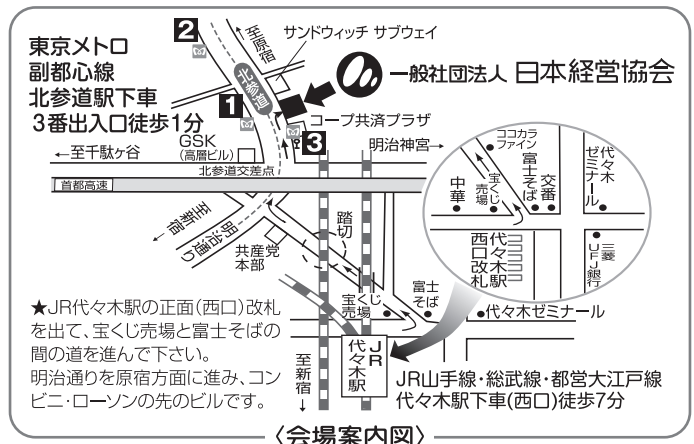 東京メトロ
副都心線
北参道駅下車
3番出入口徒歩1分
2
至原宿
サンドウィッチ サブウェイ
北参道
一般社団法人 日本経営協会
1
コープ共済プラザ
3
GSK
(高層ビル)
←至千駄ヶ谷
明治神宮→
北参道交差点
首都高速
至新宿
明治通り
共産党
本部
踏切
宝くじ
売場
富士
そば
代々木ゼミナール
ココカラ
ファイン
中華
宝くじ
売場
富士そば
交番
代々木
ゼミナール
代々木駅
西口改札
三菱
UFJ銀行
★JR代々木駅の正面(西口)改札
を出て、宝くじ売場と富士そばの
間の道を進んで下さい。
明治通りを原宿方面に進み、コン
ビニ・ローソンの先のビルです。
至新宿
↓
JR
代々木駅
JR山手線・総武線・都営大江戸線
代々木駅下車(西口)徒歩7分
〈会場案内図〉